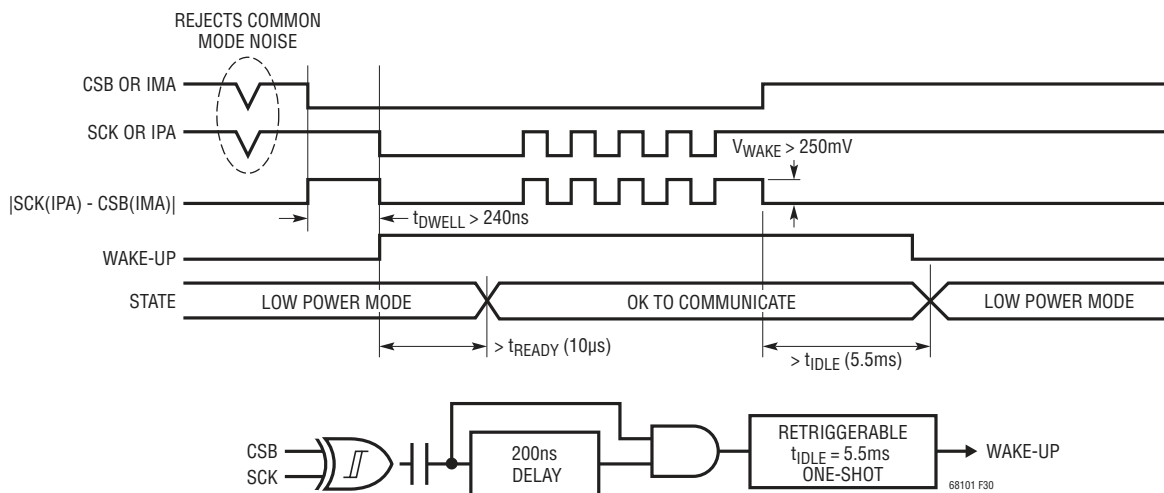 REJECTS COMMON
MODE NOISE
CSB OR IMA
SCK OR IPA
V_WAKE > 250mV
|SCK(IPA) - CSB(IMA)|
t_DWELL > 240ns
WAKE-UP
STATE
LOW POWER MODE
OK TO COMMUNICATE
LOW POWER MODE
> t_READY (10µs)
> t_IDLE (5.5ms)
CSB
SCK
200ns
DELAY
RETRIGGERABLE
t_IDLE = 5.5ms
ONE-SHOT
WAKE-UP
68101 F30